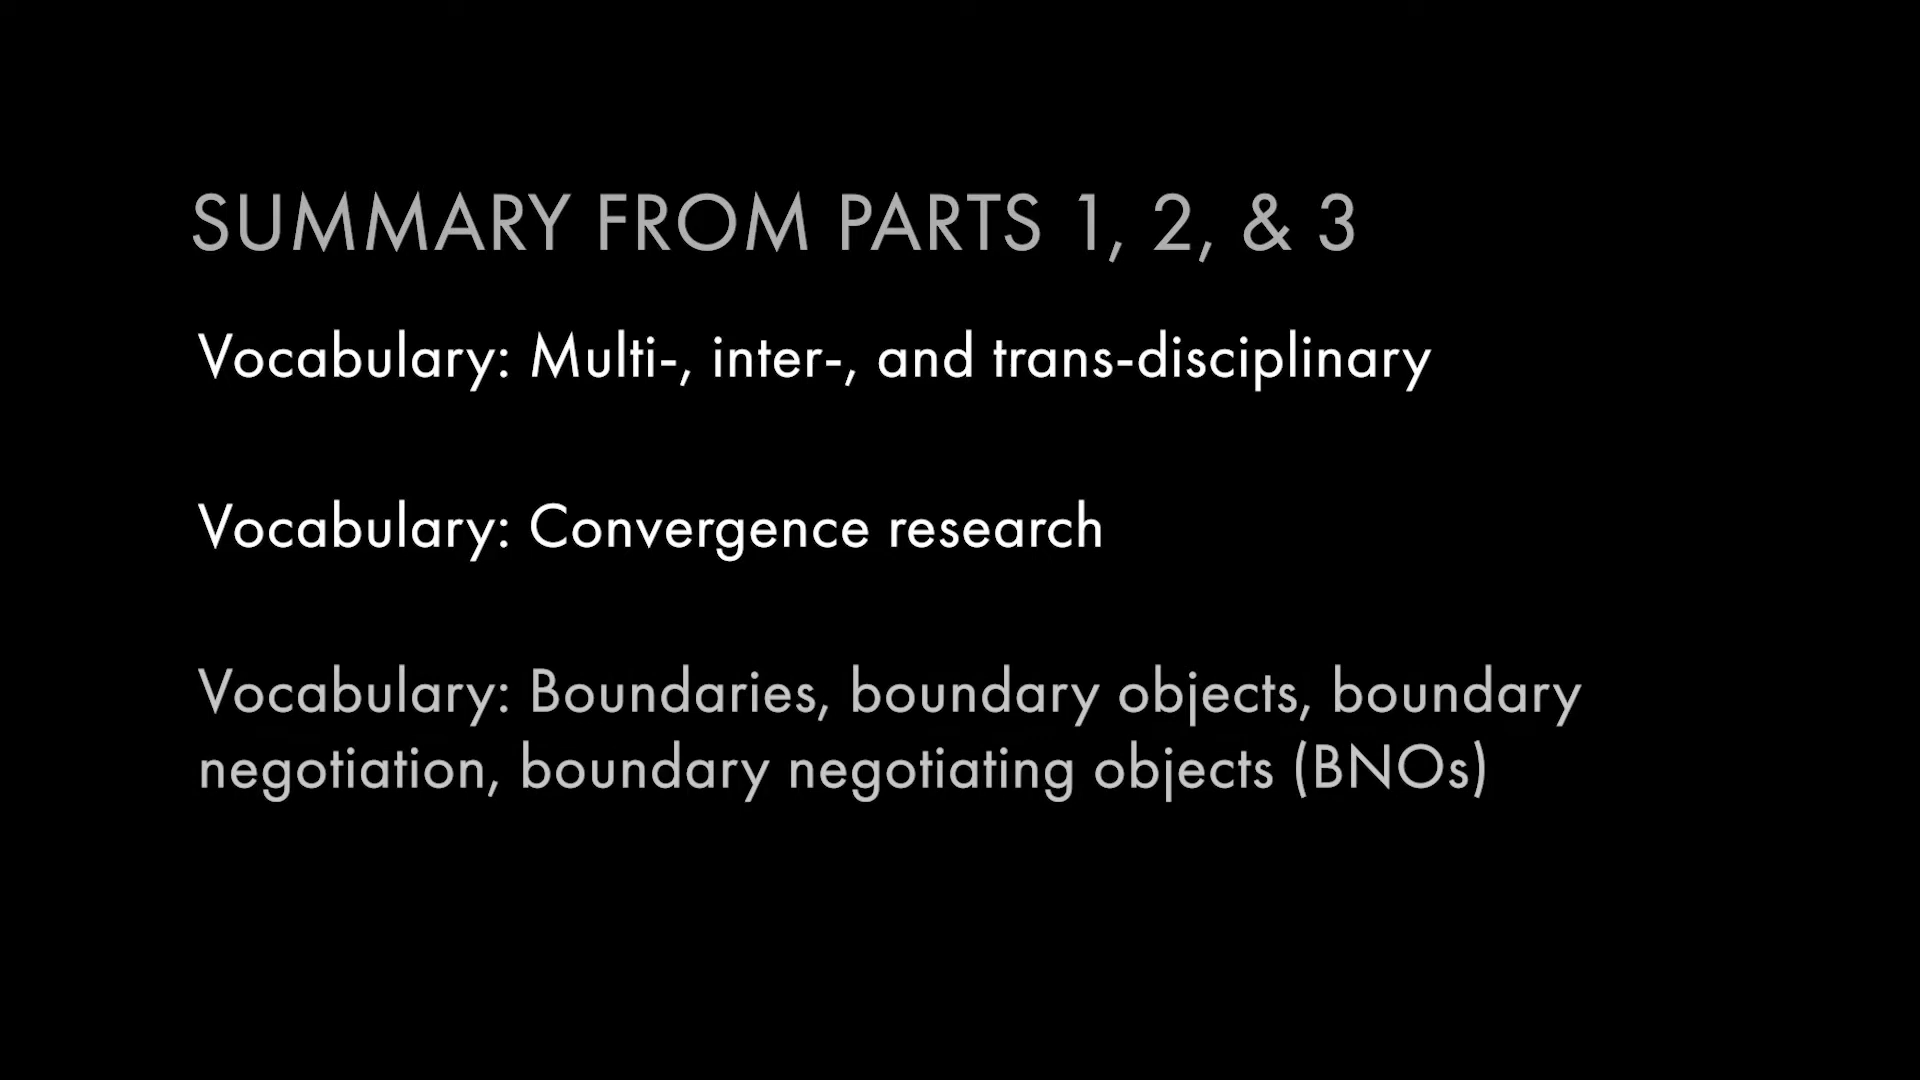 SUMMARY FROM PARTS 1, 2, & 3
Vocabulary: Multi-, inter-, and trans-disciplinary
Vocabulary: Convergence research
Vocabulary: Boundaries, boundary objects, boundary
negotiation, boundary negotiating objects (BNOs)